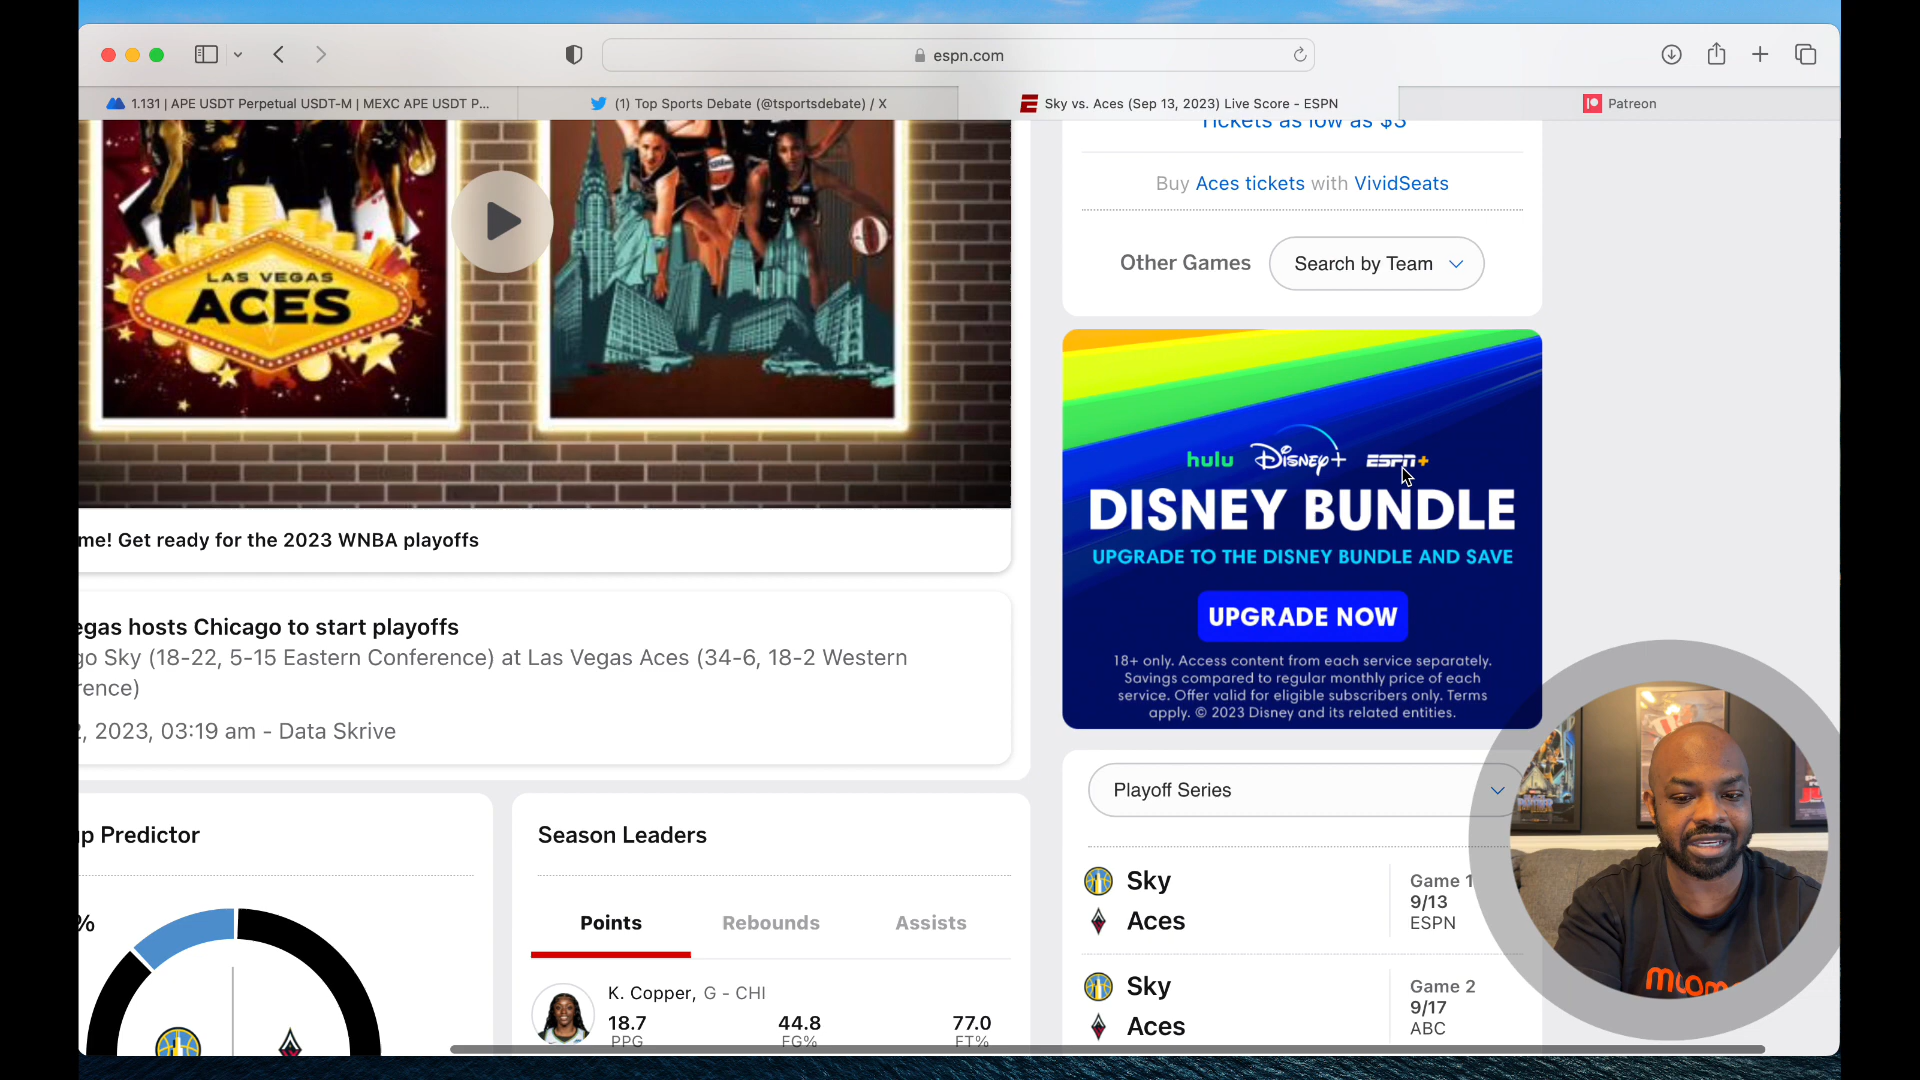 espn.com
1.131 | APE USDT Perpetual USDT-M | MEXC APE USDT P...
(1) Top Sports Debate (@tsportsdebate) / X
Sky vs. Aces (Sep 13, 2023) Live Score - ESPN
Patreon
LAS VEGAS
ACES
me! Get ready for the 2023 WNBA playoffs
egas hosts Chicago to start playoffs
go Sky (18-22, 5-15 Eastern Conference) at Las Vegas Aces (34-6, 18-2 Western
rence)
2, 2023, 03:19 am - Data Skrive
p Predictor
%
Season Leaders
Points
Rebounds
Assists
K. Copper, G - CHI
18.7
44.8
77.0
PPG
FG%
FT%
Tickets as low as $3
Buy Aces tickets with VividSeats
Other Games
Search by Team
hulu Disney+ ESPN+
DISNEY BUNDLE
UPGRADE TO THE DISNEY BUNDLE AND SAVE
UPGRADE NOW
18+ only. Access content from each service separately.
Savings compared to regular monthly price of each
service. Offer valid for eligible subscribers only. Terms
apply. © 2023 Disney and its related entities.
Playoff Series
Sky
Aces
Game 1
9/13
ESPN
Sky
Aces
Game 2
9/17
ABC